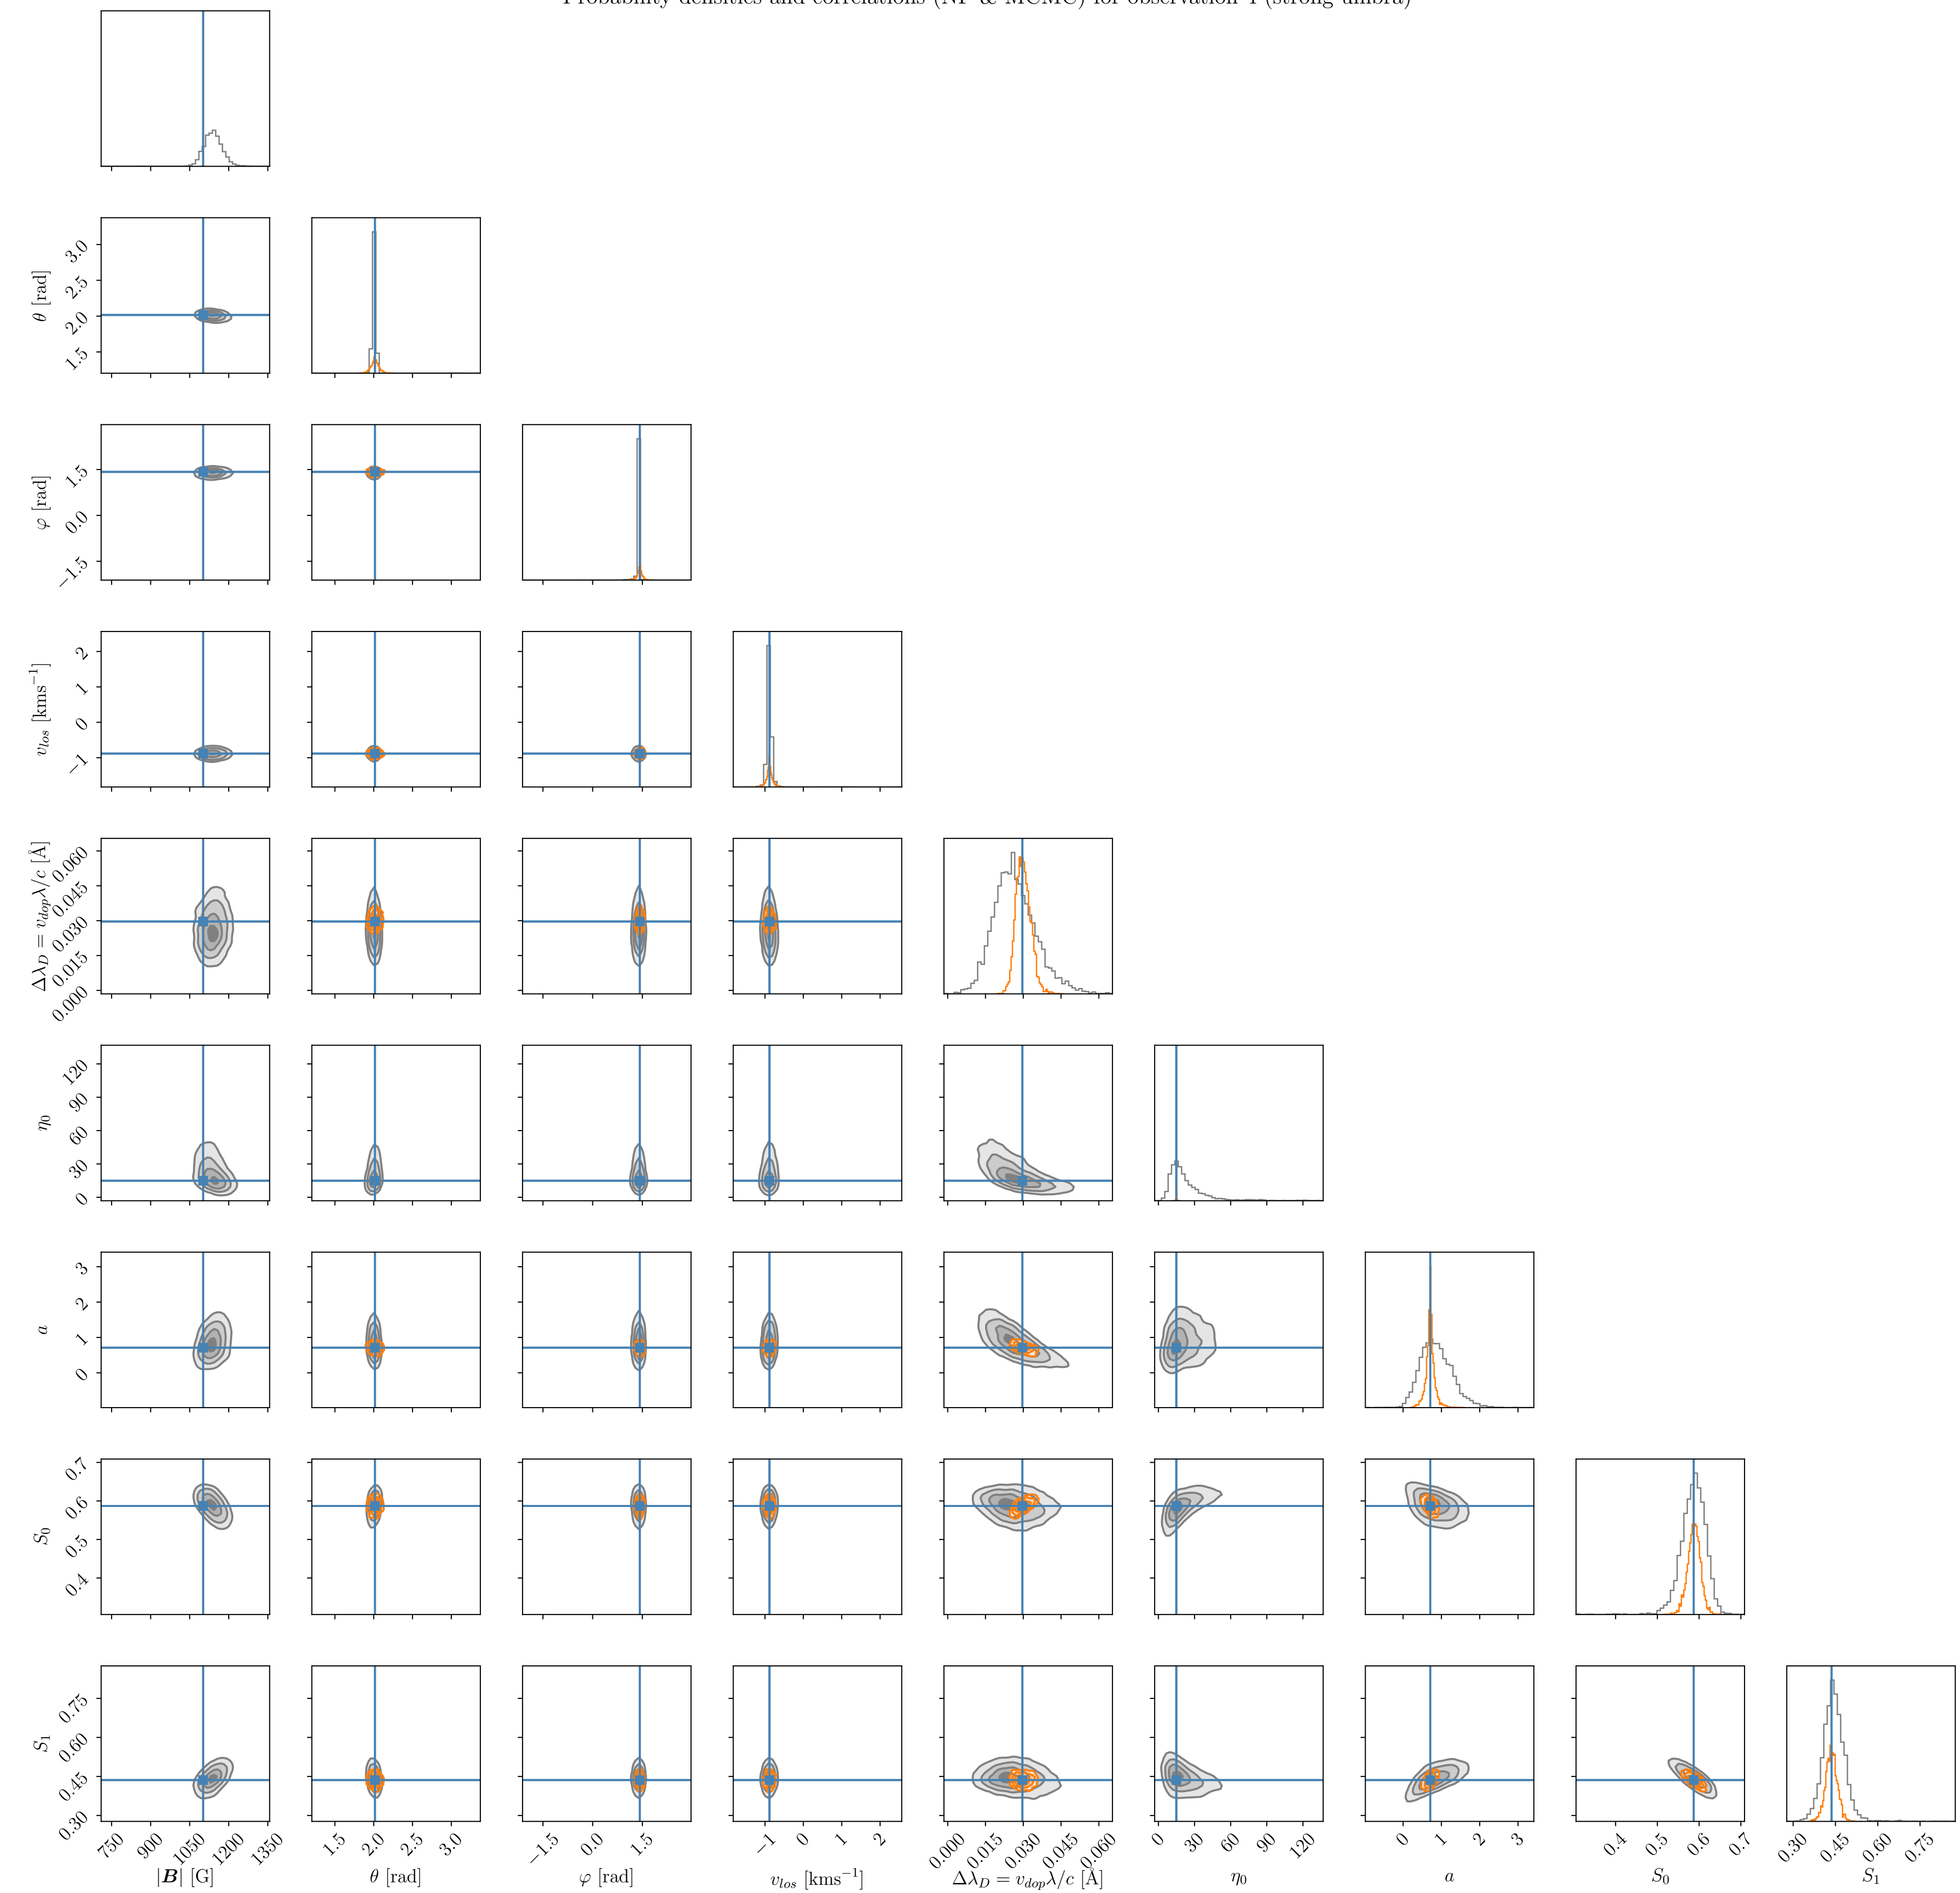 Probability densities and correlations (NF & MCMC) for observation 1 (strong umbra)
θ [rad]
3.0
2.5
2.0
1.5
φ [rad]
1.5
0.0
−1.5
v_los [kms⁻¹]
2
1
0
−1
Δλ_D = v_dop λ/c [Å]
0.060
0.045
0.030
0.015
0.000
η₀
120
90
60
30
0
a
3
2
1
0
S₀
0.7
0.6
0.5
0.4
S₁
0.75
0.60
0.45
0.30
750 900 1050 1200 1350
1.5 2.0 2.5 3.0
−1.5 0.0 1.5
−1 0 1 2
0.000 0.015 0.030 0.045 0.060
0 30 60 90 120
0 1 2 3
0.4 0.5 0.6 0.7
0.30 0.45 0.60 0.75
|B| [G] θ [rad] φ [rad] v_los [kms⁻¹] Δλ_D = v_dop λ/c [Å] η₀ a S₀ S₁